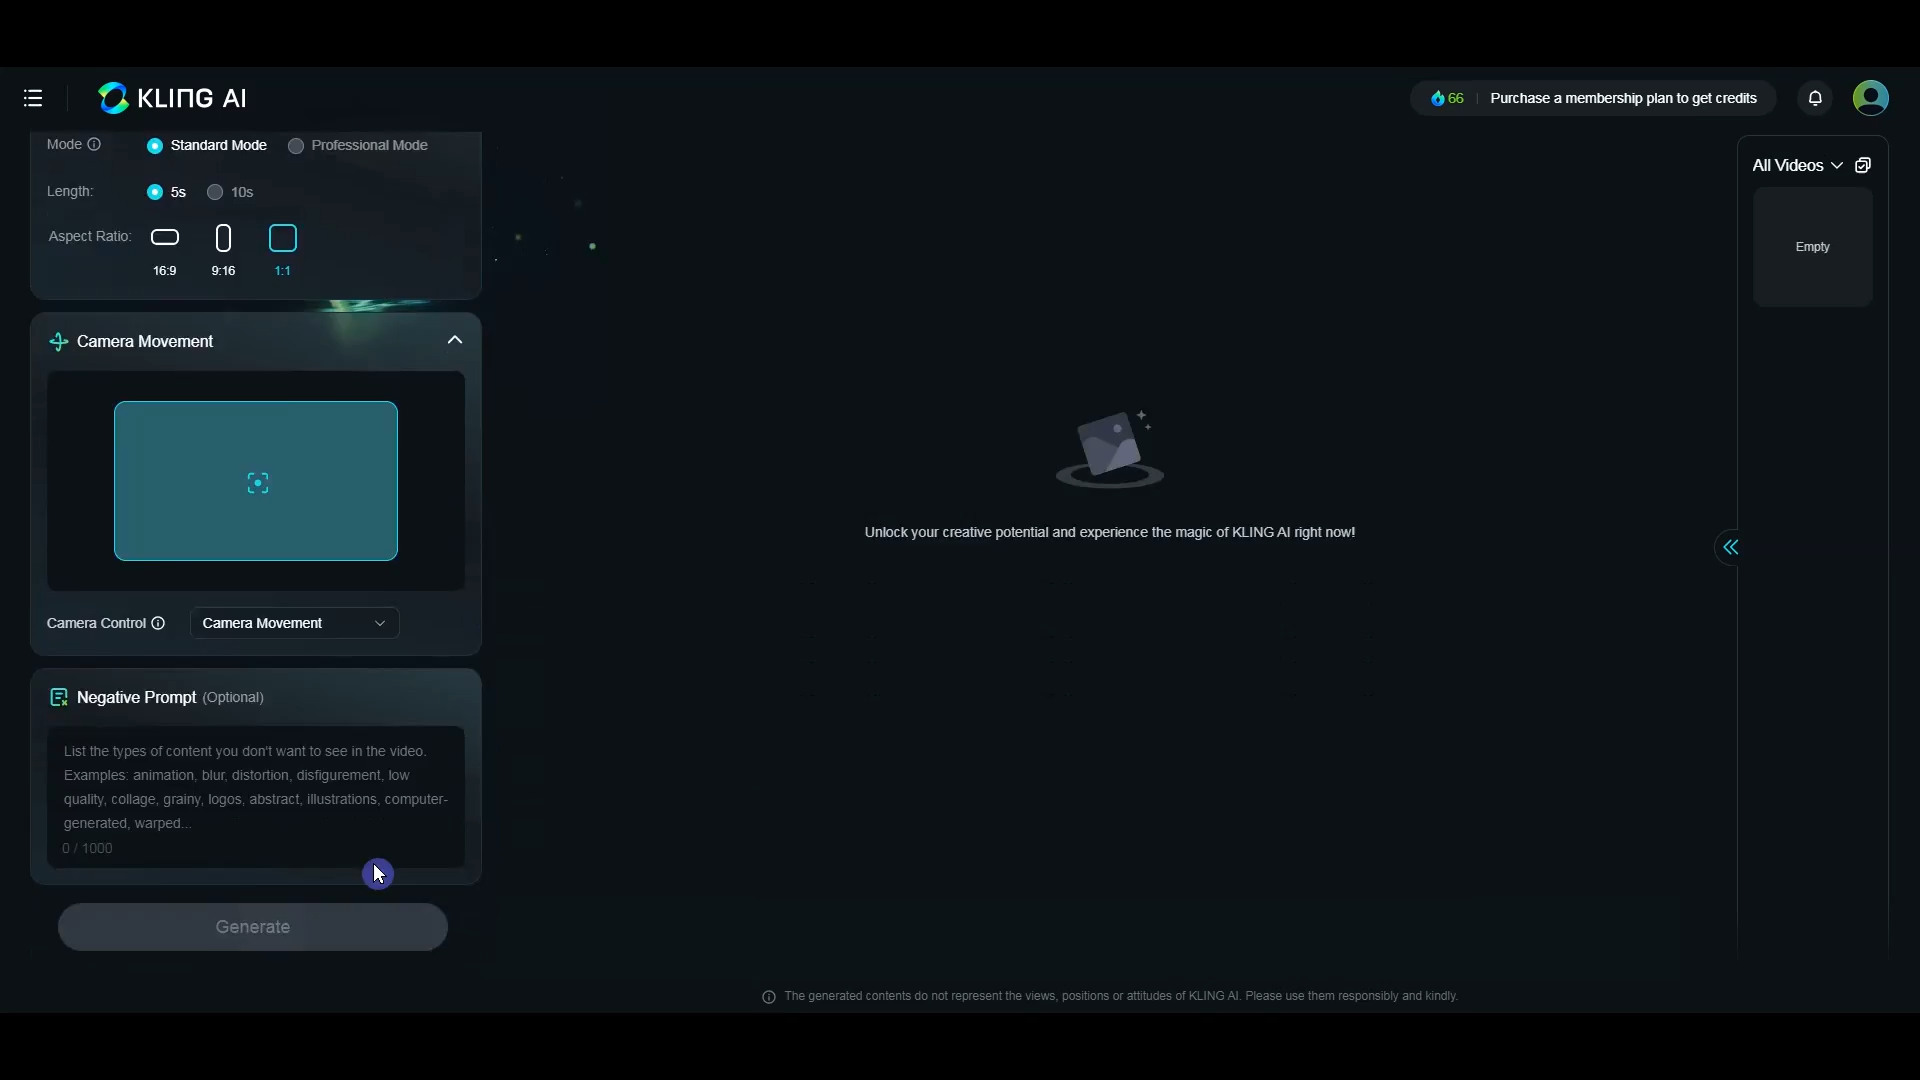 KLING AI
66 Purchase a membership plan to get credits
Mode Standard Mode Professional Mode
Length: 5s 10s
Aspect Ratio:
16:9 9:16 1:1
Camera Movement
Camera Control Camera Movement
Negative Prompt (Optional)
List the types of content you don't want to see in the video.
Examples: animation, blur, distortion, disfigurement, low
quality, collage, grainy, logos, abstract, illustrations, computer-
generated, warped...
0 / 1000
Generate
Unlock your creative potential and experience the magic of KLING AI right now!
All Videos
Empty
The generated contents do not represent the views, positions or attitudes of KLING AI. Please use them responsibly and kindly.